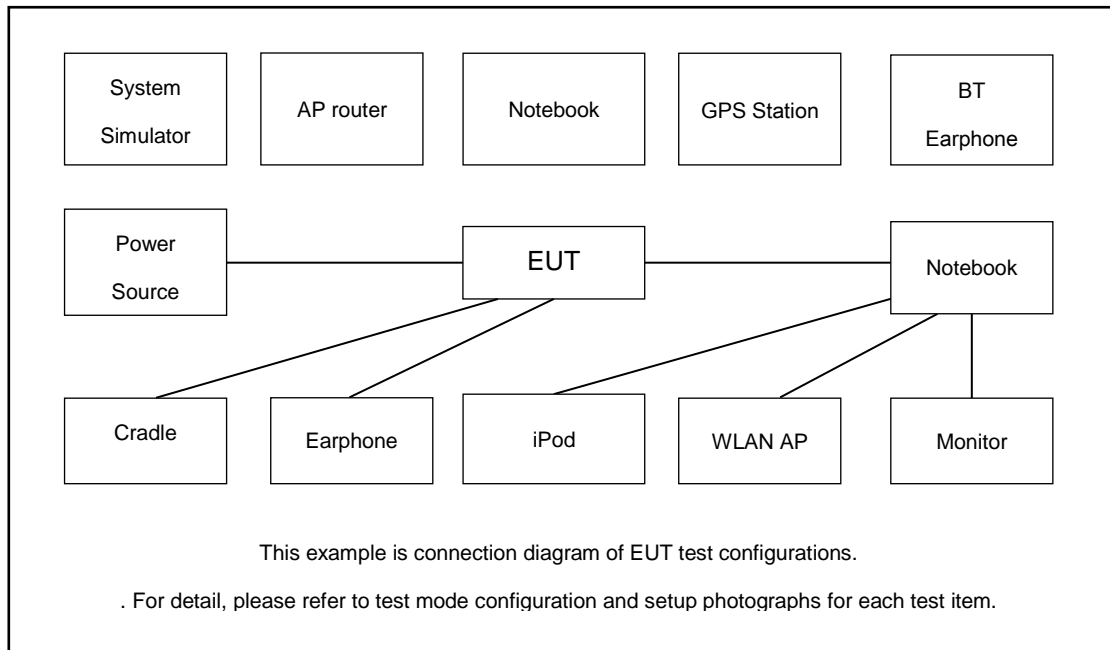 System
Simulator
AP router
Notebook
GPS Station
BT
Earphone
Power
Source
EUT
Notebook
Cradle
Earphone
iPod
WLAN AP
Monitor
This example is connection diagram of EUT test configurations.
. For detail, please refer to test mode configuration and setup photographs for each test item.